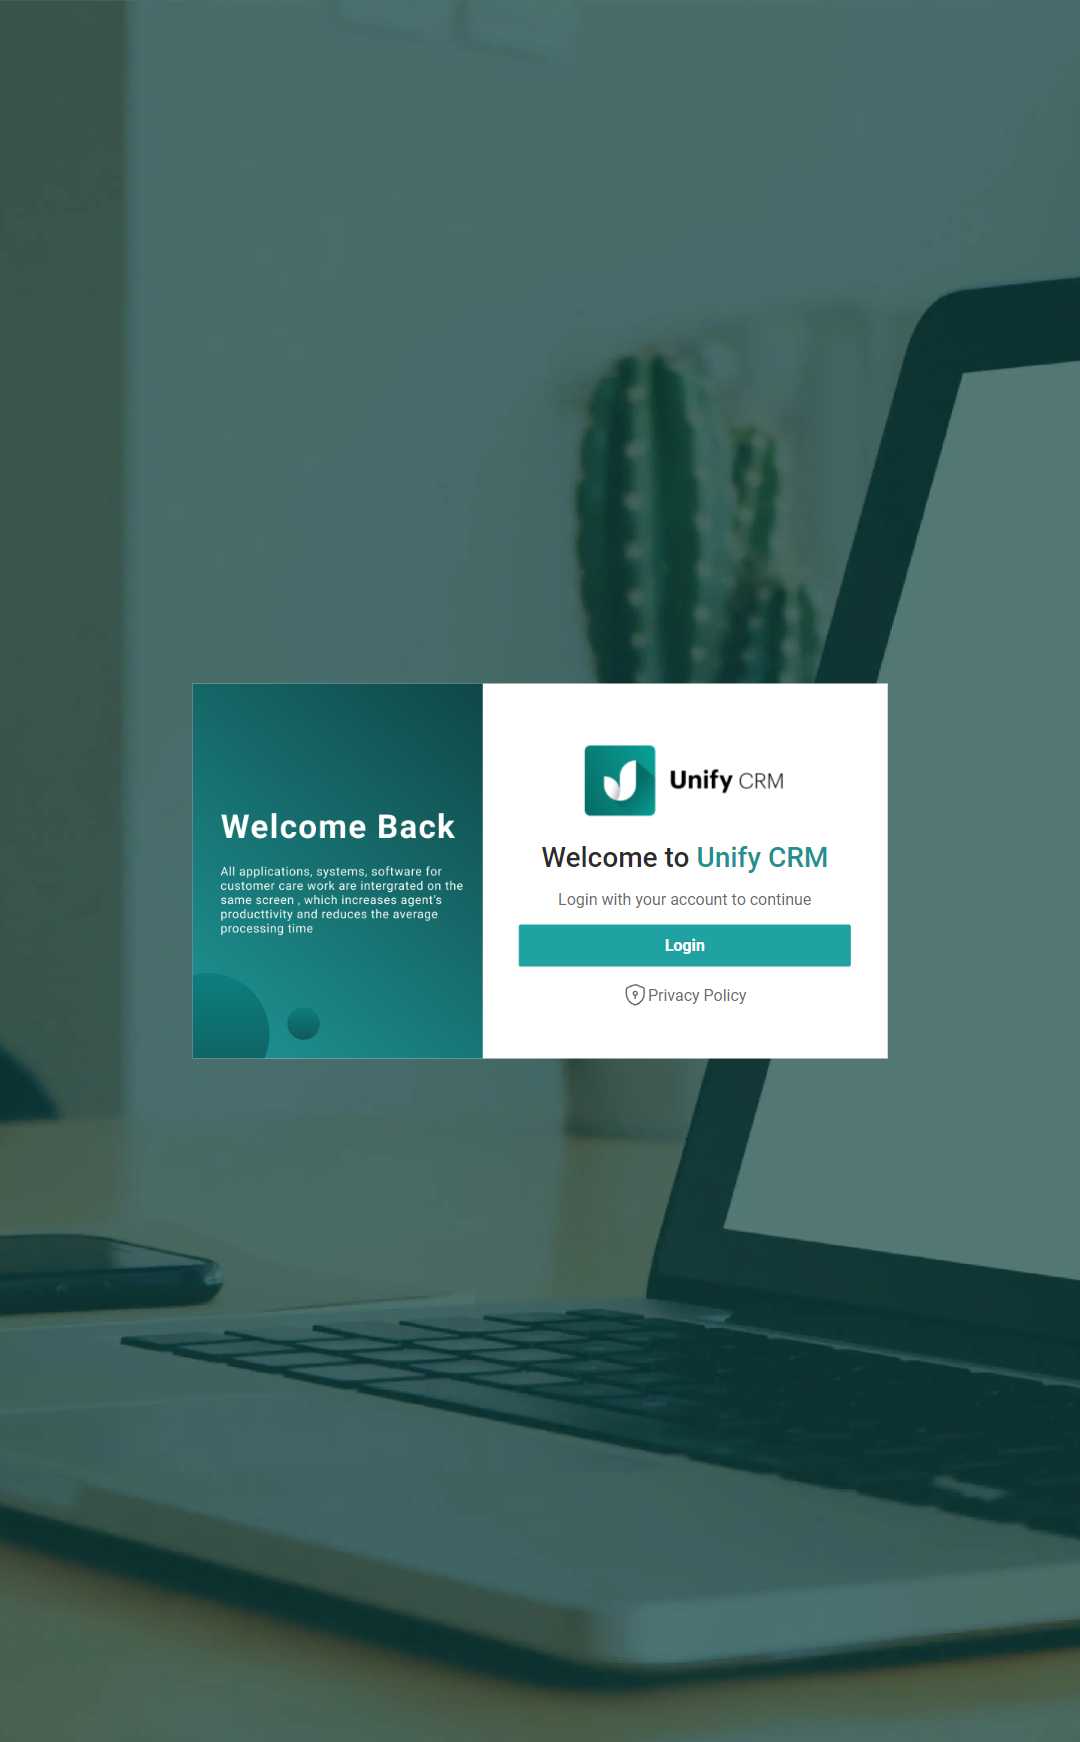 Welcome Back
All applications, systems, software for
customer care work are intergrated on the
same screen , which increases agent's
producttivity and reduces the average
processing time
Unify CRM
Welcome to Unify CRM
Login with your account to continue
Login
Privacy Policy